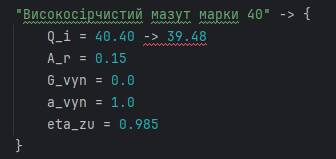 "Високосірчистий мазут марки 40" -> {
Q_i = 40.40 -> 39.48
A_r = 0.15
G_vyn = 0.0
a_vyn = 1.0
eta_zu = 0.985
}